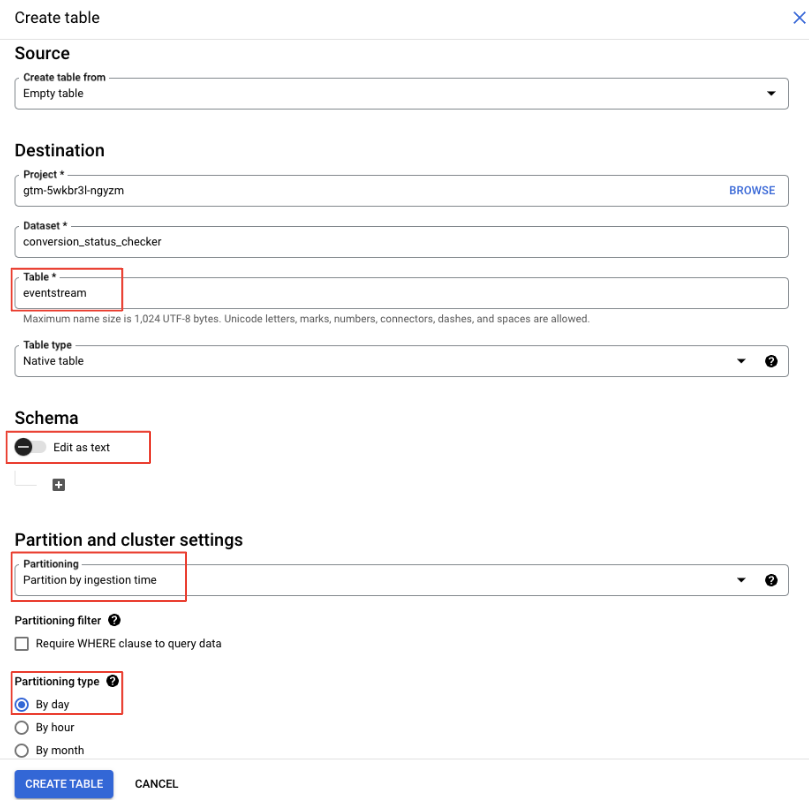 Create table
Source
Create table from
Empty table
Destination
Project *
gtm-5wkbr3l-ngyzm
BROWSE
Dataset *
conversion_status_checker
Table *
eventstream
Maximum name size is 1,024 UTF-8 bytes. Unicode letters, marks, numbers, connectors, dashes, and spaces are allowed.
Table type
Native table
Schema
Edit as text
Partition and cluster settings
Partitioning
Partition by ingestion time
Partitioning filter
Require WHERE clause to query data
Partitioning type
By day
By hour
By month
CREATE TABLE CANCEL